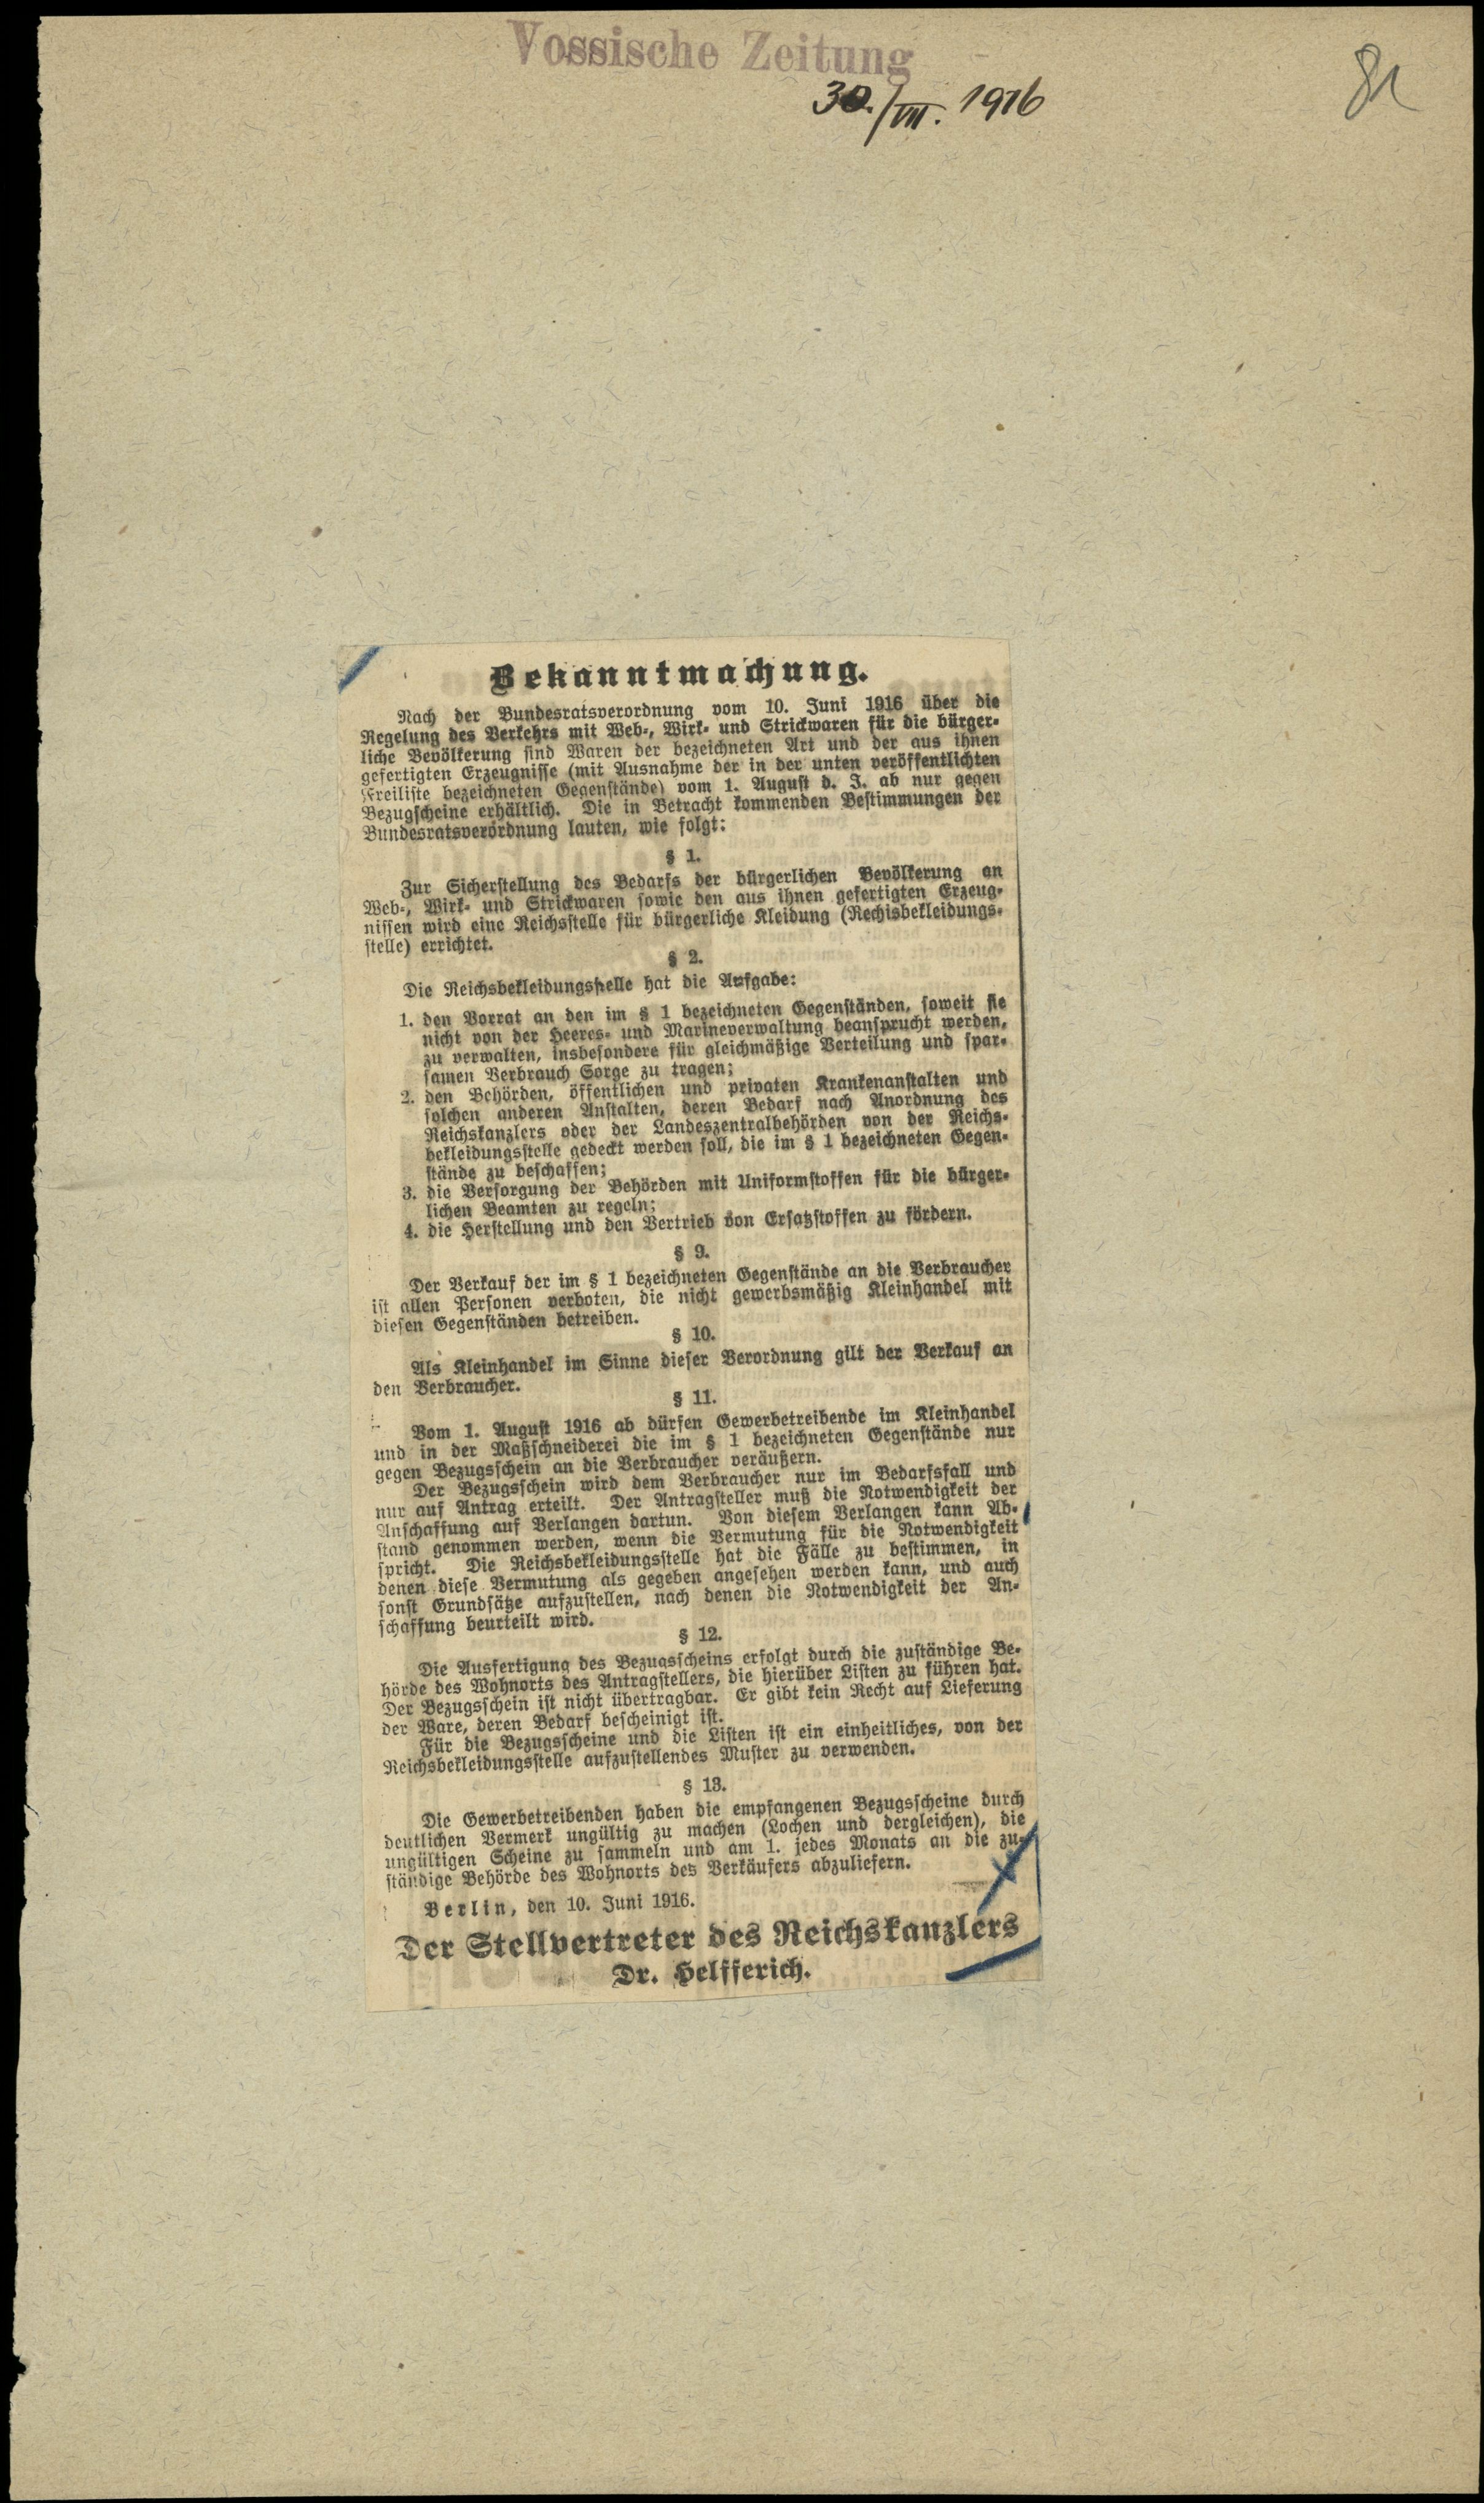 Vossische Zeitung
30./VII. 1916
81
Bekanntmachung.
Nach der Bundesratsverordnung vom 10. Juni 1916 über die
Regelung des Verkehrs mit Web-, Wirk- und Strickwaren für die bürger-
liche Bevölkerung sind Waren der bezeichneten Art und der aus ihnen
gefertigten Erzeugnisse (mit Ausnahme der in der unten veröffentlichten
Freiliste bezeichneten Gegenstände) vom 1. August d. J. ab nur gegen
Bezugscheine erhältlich. Die in Betracht kommenden Bestimmungen der
Bundesratsverordnung lauten, wie folgt:
§ 1.
Zur Sicherstellung des Bedarfs der bürgerlichen Bevölkerung an
Web-, Wirk- und Strickwaren sowie den aus ihnen gefertigten Erzeug-
nissen wird eine Reichsstelle für bürgerliche Kleidung (Rechisbekleidungs-
stelle) errichtet.
§ 2.
Die Reichsbekleidungsstelle hat die Aufgabe:
1. den Vorrat an den im § 1 bezeichneten Gegenständen, soweit sie
nicht von der Heeres- und Marineverwaltung beansprucht werden,
zu verwalten, insbesondere für gleichmäßige Verteilung und spar-
samen Verbrauch Sorge zu tragen;
2. den Behörden, öffentlichen und privaten Krankenanstalten und
solchen anderen Anstalten, deren Bedarf nach Anordnung des
Reichskanzlers oder der Landeszentralbehörden von der Reichs-
bekleidungsstelle gedeckt werden soll, die im § 1 bezeichneten Gegen-
stände zu beschaffen;
3. die Versorgung der Behörden mit Uniformstoffen für die bürger-
lichen Beamten zu regeln;
4. die Herstellung und den Vertrieb von Ersatzstoffen zu fördern.
§ 9.
Der Verkauf der im § 1 bezeichneten Gegenstände an die Verbraucher
ist allen Personen verboten, die nicht gewerbsmäßig Kleinhandel mit
diesen Gegenständen betreiben.
§ 10.
Als Kleinhandel im Sinne dieser Verordnung gilt der Verkauf an
den Verbraucher.
§ 11.
Vom 1. August 1916 ab dürfen Gewerbetreibende im Kleinhandel
und in der Maßschneiderei die im § 1 bezeichneten Gegenstände nur
gegen Bezugsschein an die Verbraucher veräußern.
Der Bezugsschein wird dem Verbraucher nur im Bedarfsfall und
nur auf Antrag erteilt. Der Antragsteller muß die Notwendigkeit der
Anschaffung auf Verlangen dartun. Von diesem Verlangen kann Ab-
stand genommen werden, wenn die Vermutung für die Notwendigkeit
spricht. Die Reichsbekleidungsstelle hat die Fälle zu bestimmen, in
denen diese Vermutung als gegeben angesehen werden kann, und auch
sonst Grundsätze aufzustellen, nach denen die Notwendigkeit der An-
schaffung beurteilt wird.
§ 12.
Die Ausfertigung des Bezugsscheins erfolgt durch die zuständige Be-
hörde des Wohnorts des Antragstellers, die hierüber Listen zu führen hat.
Der Bezugsschein ist nicht übertragbar. Er gibt kein Recht auf Lieferung
der Ware, deren Bedarf bescheinigt ist.
Für die Bezugsscheine und die Listen ist ein einheitliches, von der
Reichsbekleidungsstelle aufzustellendes Muster zu verwenden.
§ 13.
Die Gewerbetreibenden haben die empfangenen Bezugsscheine durch
deutlichen Vermerk ungültig zu machen (Lochen und dergleichen), die
ungültigen Scheine zu sammeln und am 1. jedes Monats an die zu-
ständige Behörde des Wohnorts des Verkäufers abzuliefern.
Berlin, den 10. Juni 1916.
Der Stellvertreter des Reichskanzlers
Dr. Helfferich.